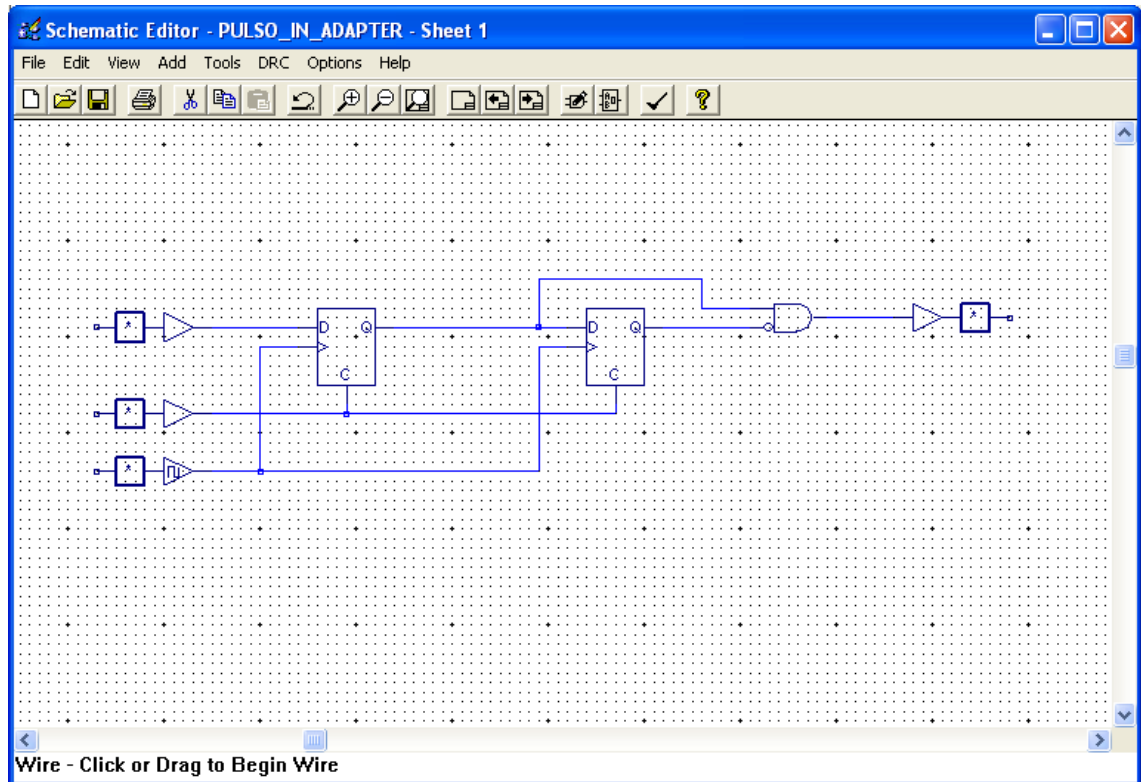 Schematic Editor - PULSO_IN_ADAPTER - Sheet 1
File Edit View Add Tools DRC Options Help
D Q
C
D Q
C
*
*
*
*
Wire - Click or Drag to Begin Wire